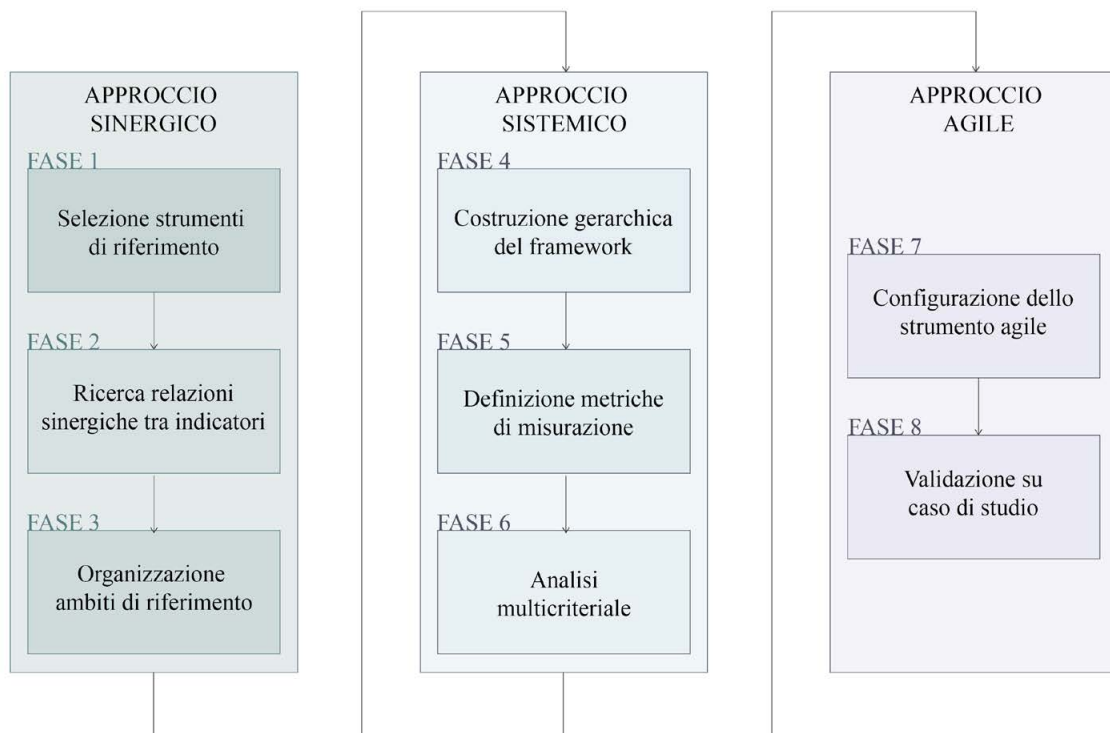 APPROCCIO
SINERGICO
FASE 1
Selezione strumenti
di riferimento
FASE 2
Ricerca relazioni
sinergiche tra indicatori
FASE 3
Organizzazione
ambiti di riferimento
APPROCCIO
SISTEMICO
FASE 4
Costruzione gerarchica
del framework
FASE 5
Definizione metriche
di misurazione
FASE 6
Analisi
multicriteriale
APPROCCIO
AGILE
FASE 7
Configurazione dello
strumento agile
FASE 8
Validazione su
caso di studio